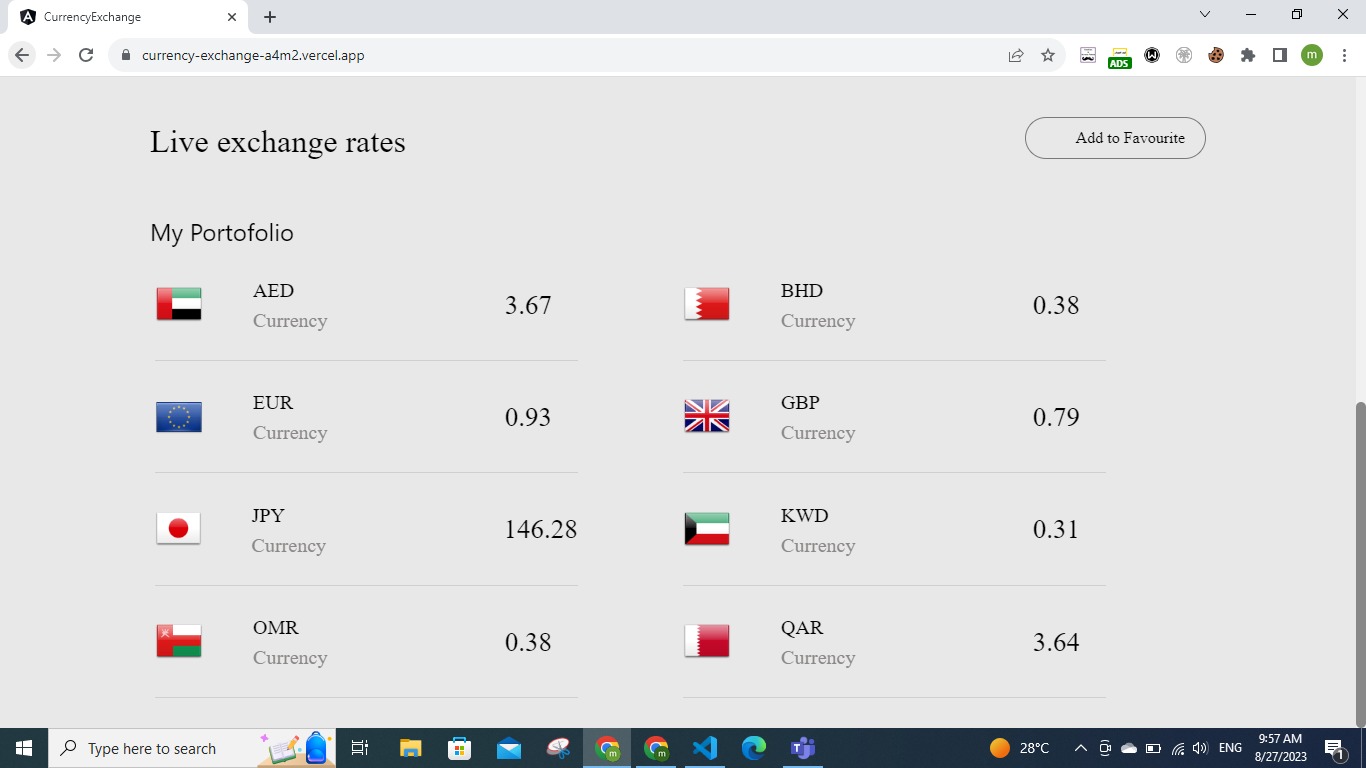 CurrencyExchange
currency-exchange-a4m2.vercel.app
ADS
m
Live exchange rates
Add to Favourite
My Portofolio
AED
Currency
3.67
BHD
Currency
0.38
EUR
Currency
0.93
GBP
Currency
0.79
JPY
Currency
146.28
KWD
Currency
0.31
OMR
Currency
0.38
QAR
Currency
3.64
Type here to search
m
m
28°C
ENG
9:57 AM
8/27/2023
1